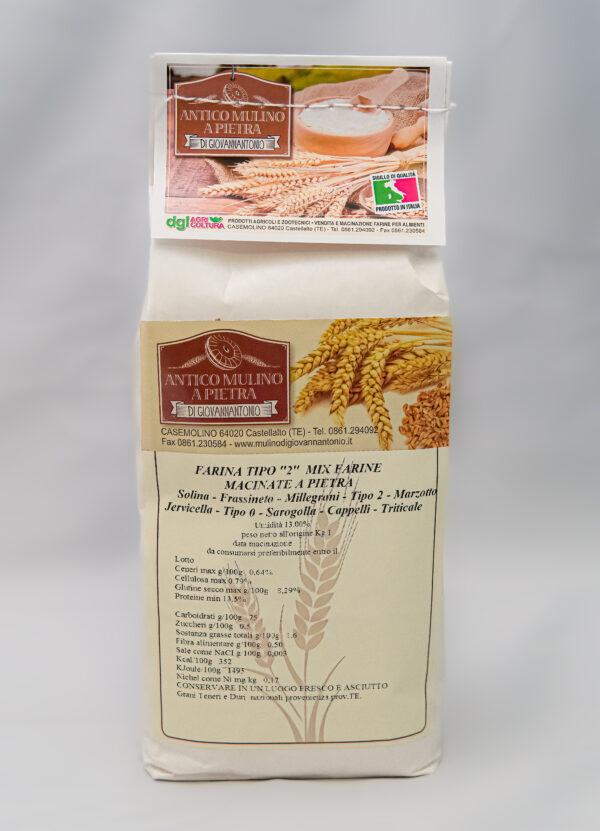 ANTICO MULINO
A PIETRA
DI GIOVANNANTONIO
SIGILLO DI QUALITÀ
PRODOTTO IN ITALIA
dgl AGRI COLTURA
PRODOTTI AGRICOLI E ZOOTECNICI - VENDITA E MACINAZIONE FARINE PER ALIMENTI
CASEMOLINO 64020 Castellalto (TE) - Tel. 0861.294092 - Fax 0861.230584
ANTICO MULINO
A PIETRA
DI GIOVANNANTONIO
CASEMOLINO 64020 Castellalto (TE) - Tel. 0861.294092
Fax 0861.230584 - www.mulinodigiovannantonio.it
FARINA TIPO "2" MIX FARINE
MACINATE A PIETRA
Solina - Frassineto - Millegrani - Tipo 2 - Marzotto
Jervicella - Tipo 0 - Sarogolla - Cappelli - Triticale
Umidità 13.00%
peso netto all'origine Kg 1
data macinazione
da consumarsi preferibilmente entro il
Lotto
Ceneri max g/100g 0,64%
Cellulosa max 0.79%
Glutine secco max g/100g 8,29%
Proteine min 13.5%
Carboidrati g/100g 75
Zuccheri g/100g 0.5
Sostanza grasse totali g/100g 1.6
Fibra alimentare g/100g 0,50
Sale come NaCl g 100g 0,003
Kcal/100g 352
KJoule/100g 1495
Nichel come Ni mg kg 0,17
CONSERVARE IN UN LUOGO FRESCO E ASCIUTTO
Grani Teneri e Duri nazionali provenienza prov.TE.